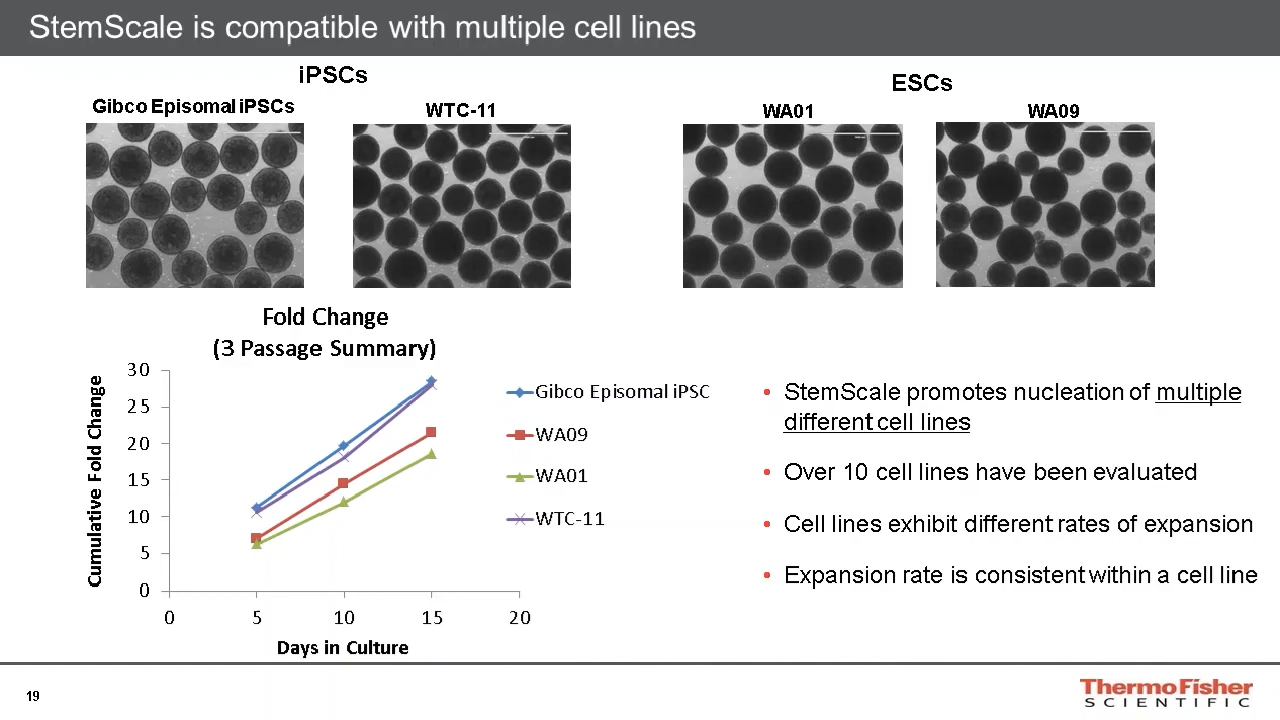 StemScale is compatible with multiple cell lines
iPSCs
ESCs
Gibco Episomal iPSCs
WTC-11
WA01
WA09
Fold Change
(3 Passage Summary)
Cumulative Fold Change
30
25
20
15
10
5
0
0 5 10 15 20
Days in Culture
Gibco Episomal iPSC
WA09
WA01
WTC-11
• StemScale promotes nucleation of multiple
different cell lines
• Over 10 cell lines have been evaluated
• Cell lines exhibit different rates of expansion
• Expansion rate is consistent within a cell line
19
ThermoFisher
SCIENTIFIC